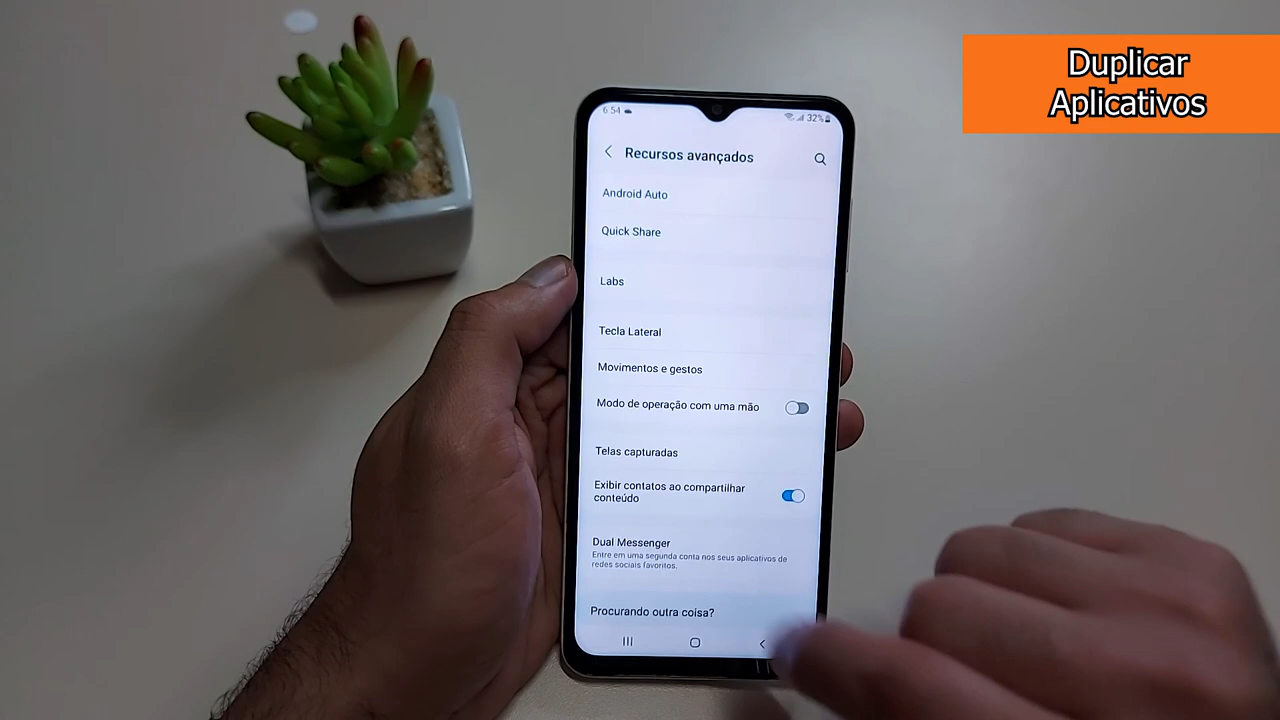 Duplicar
Aplicativos
6:54
32%
Recursos avançados
Android Auto
Quick Share
Labs
Tecla Lateral
Movimentos e gestos
Modo de operação com uma mão
Telas capturadas
Exibir contatos ao compartilhar
conteúdo
Dual Messenger
Entre em uma segunda conta nos seus aplicativos de
redes sociais favoritos.
Procurando outra coisa?